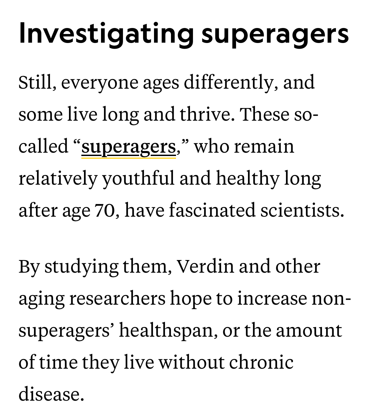 Investigating superagers
Still, everyone ages differently, and
some live long and thrive. These so-
called “superagers,” who remain
relatively youthful and healthy long
after age 70, have fascinated scientists.
By studying them, Verdin and other
aging researchers hope to increase non-
superagers’ healthspan, or the amount
of time they live without chronic
disease.